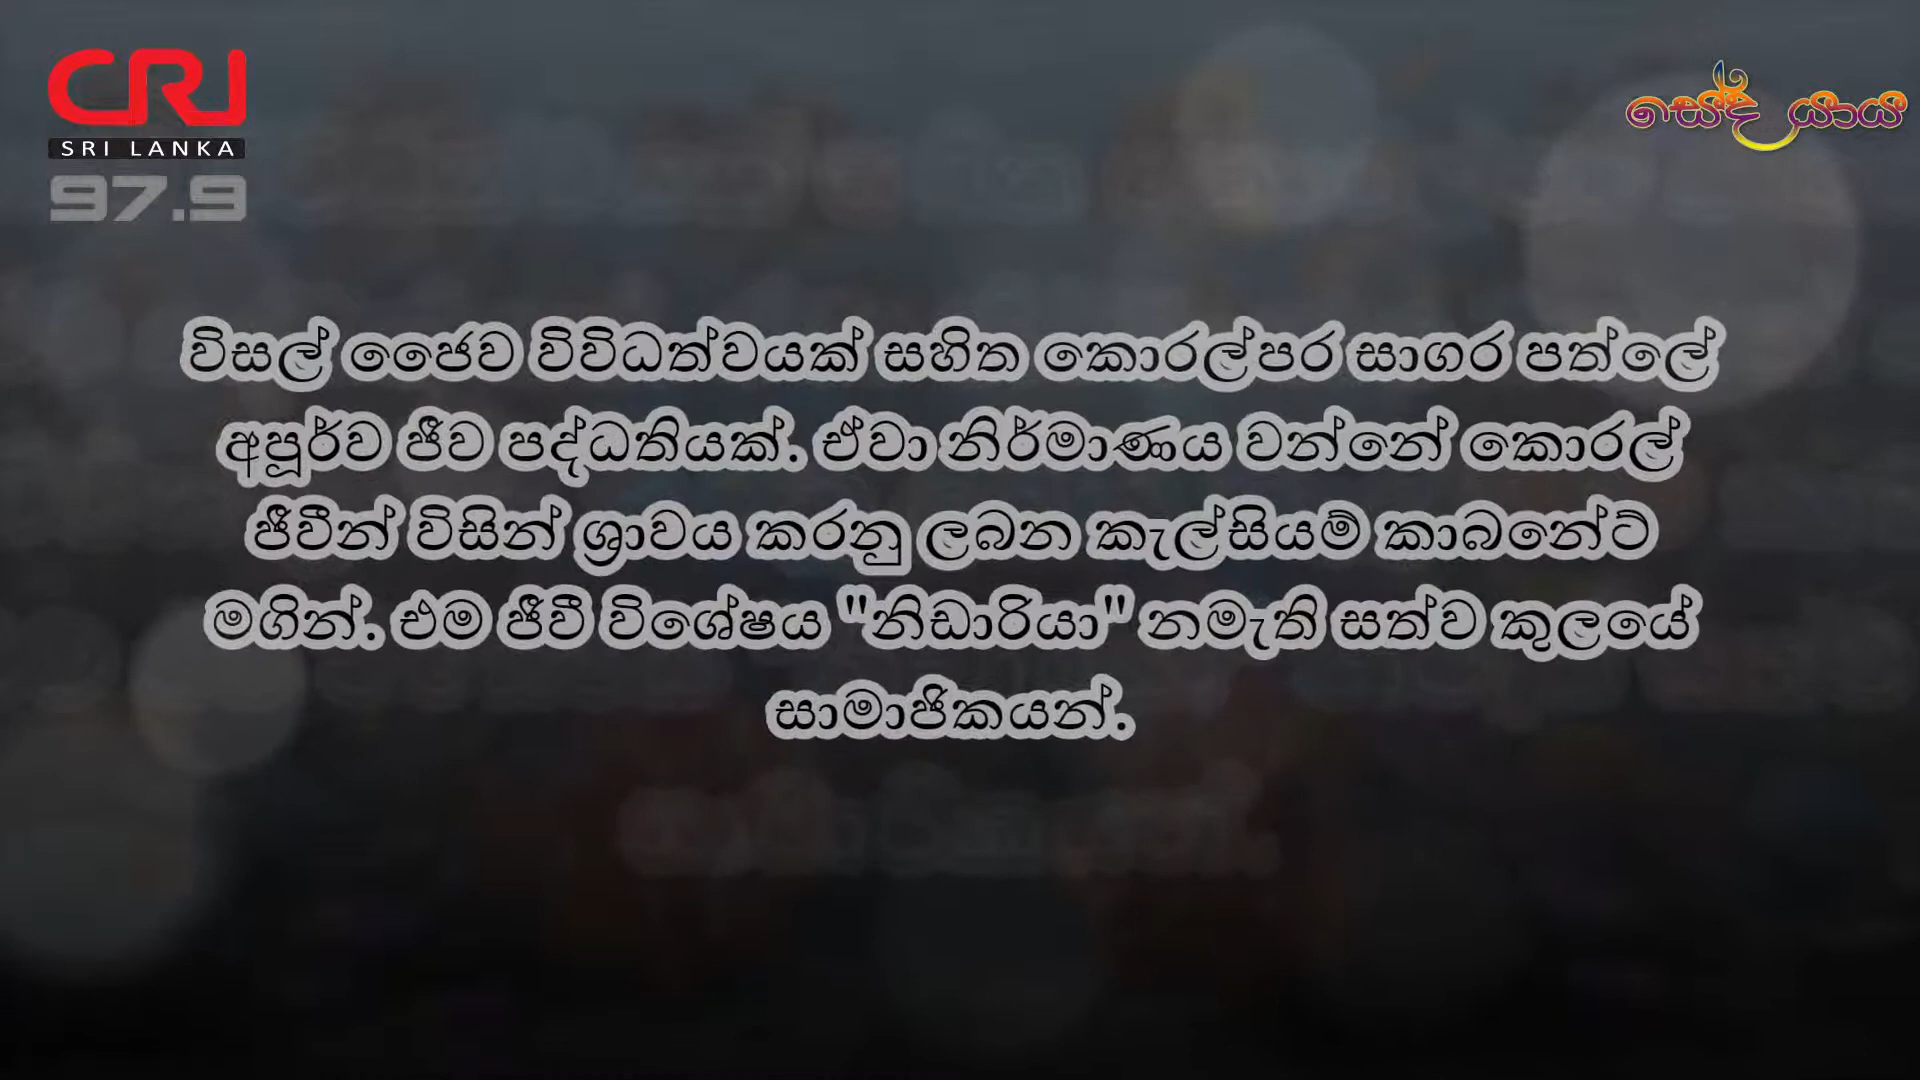 CRI
SRI LANKA
97.9
සේද යාය
විසල් ජෛව විවිධත්වයක් සහිත කොරල්පර සාගර පත්ලේ
අපූර්ව ජීව පද්ධතියක්. ඒවා නිර්මාණය වන්නේ කොරල්
ජීවීන් විසින් ශ්‍රාවය කරනු ලබන කැල්සියම් කාබනේට්
මගින්. එම ජීවී විශේෂය "නිඩාරියා" නමැති සත්ව කුලයේ
සාමාජිකයන්.